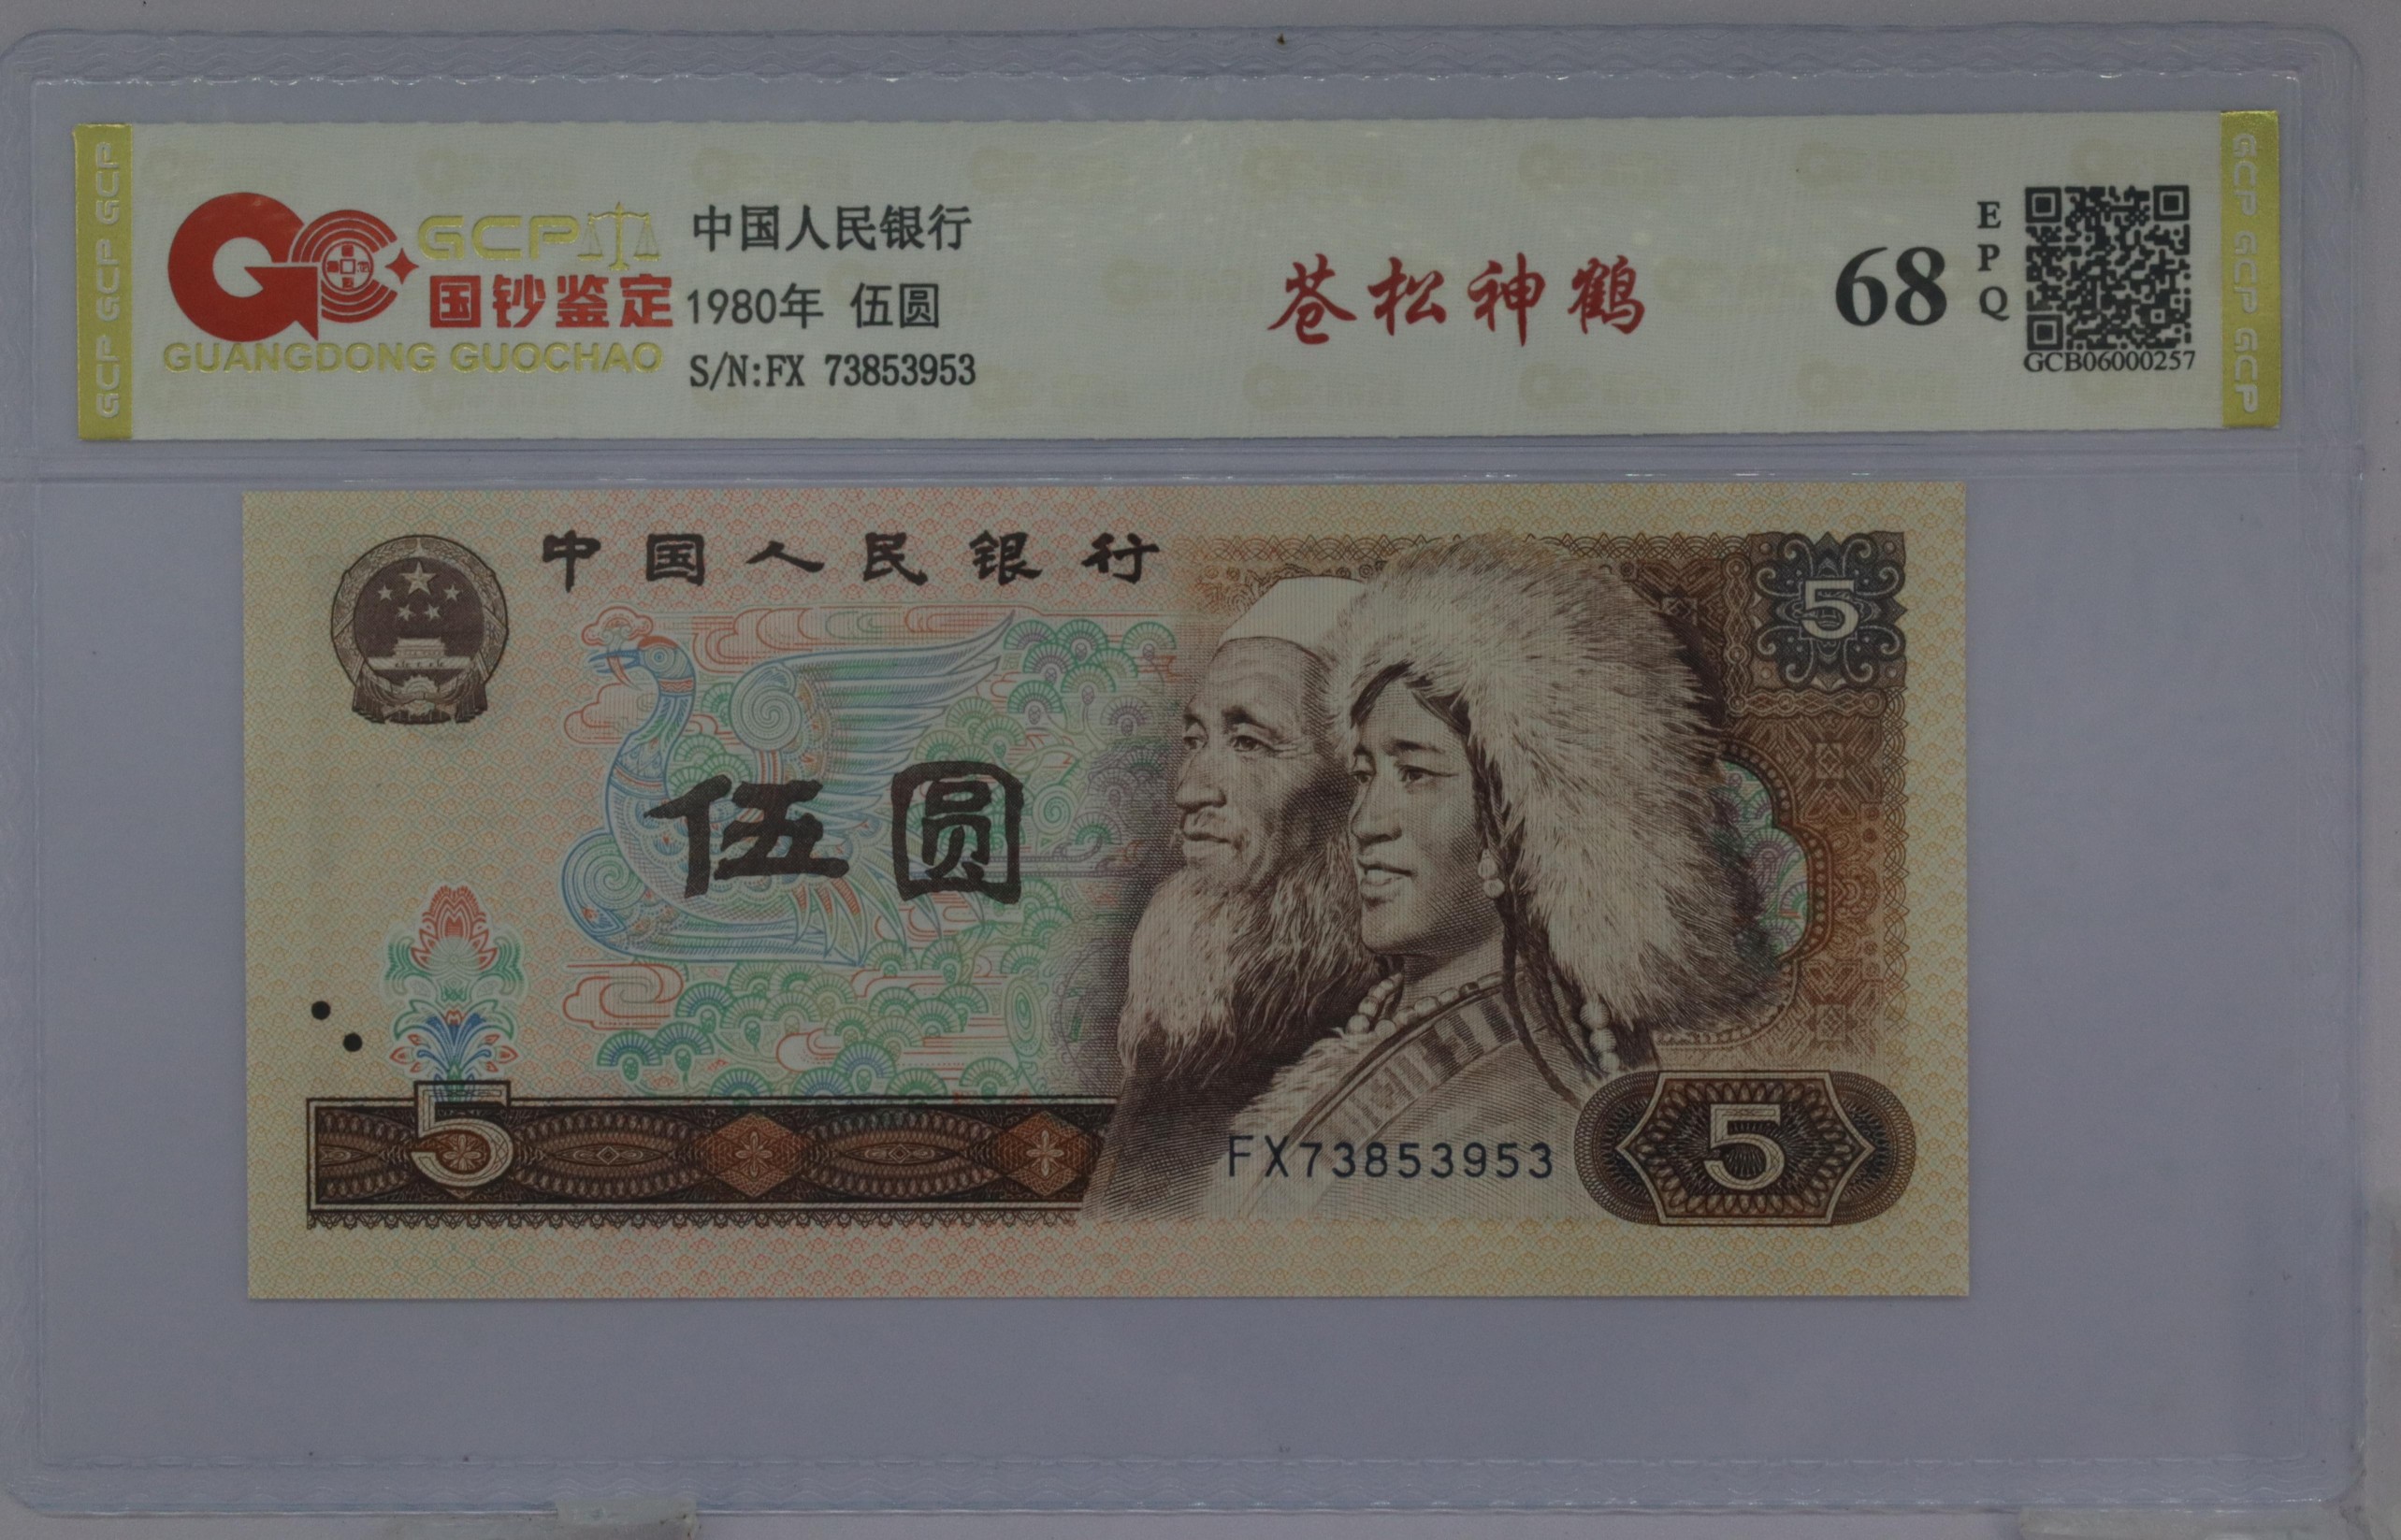 GCP
国钞鉴定
GUANGDONG GUOCHAO
中国人民银行
1980年 伍圆
S/N:FX 73853953
苍松神鹤
68
EPQ
GCB06000257
GCP GCP GCP
GCP GCP GCP
中国人民银行
5
伍圆
5
FX73853953
5